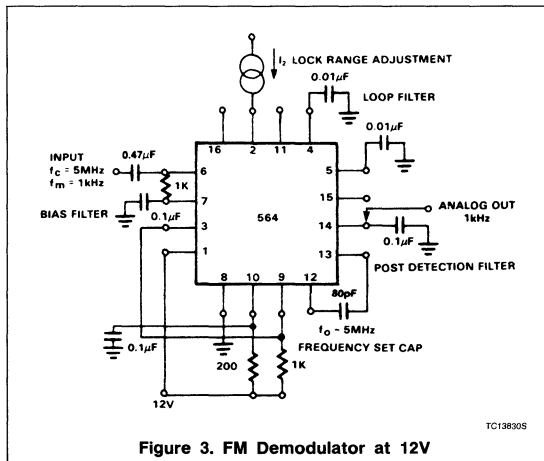 I2 LOCK RANGE ADJUSTMENT
0.01μF
LOOP FILTER
0.01μF
16 2 11 4
INPUT
fc = 5MHz
fm = 1kHz
0.47μF
6
1K
5
15
BIAS FILTER
7
564
ANALOG OUT
1kHz
0.1μF
3
14
0.1μF
1
13
POST DETECTION FILTER
8 10 9 12
80pF
fo ~ 5MHz
0.1μF
FREQUENCY SET CAP
200
1K
12V
TC13830S
Figure 3. FM Demodulator at 12V